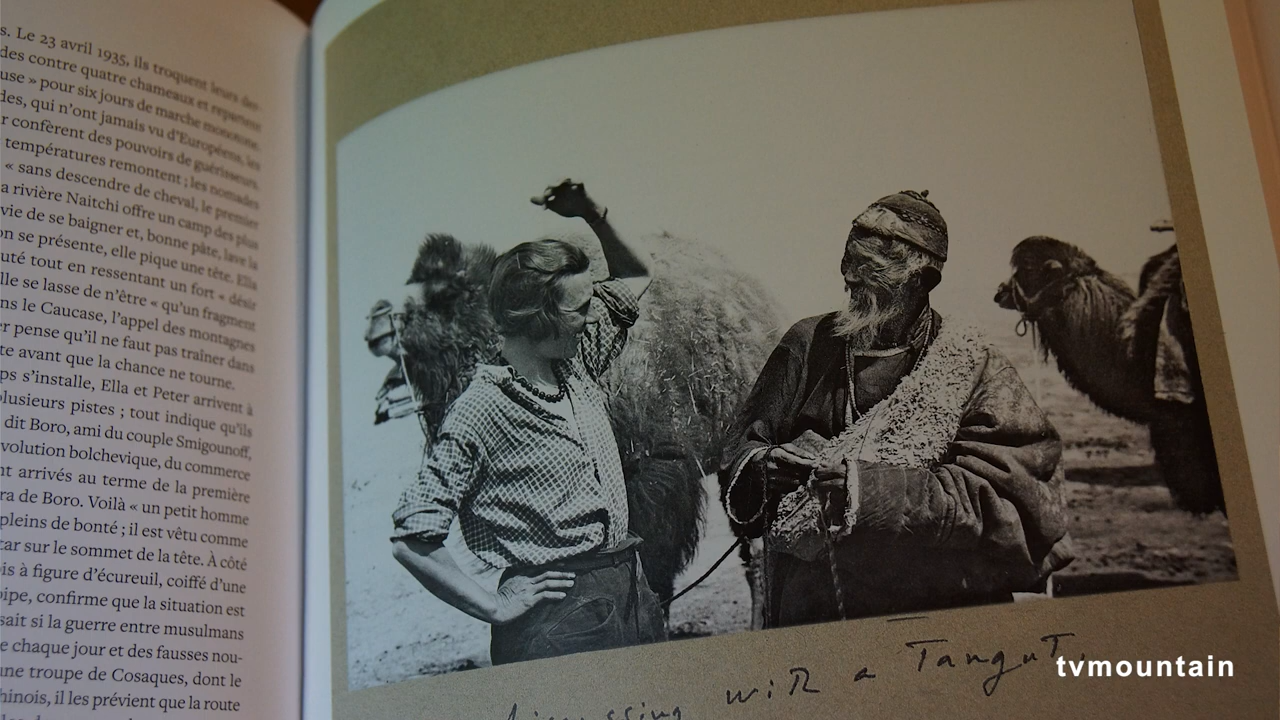 s. Le 23 avril 1935, ils troquent leurs
des contre quatre chameaux et repartent
use » pour six jours de marche monotone.
des, qui n'ont jamais vu d'Européens, les
r confèrent des pouvoirs de guérisseurs.
températures remontent ; les nomades
« sans descendre de cheval, le premier
a rivière Naitchi offre un camp des plus
vie de se baigner et, bonne pâte, lave la
on se présente, elle pique une tête. Ella
uté tout en ressentant un fort « désir
lle se lasse de n'être « qu'un fragment
ns le Caucase, l'appel des montagnes
er pense qu'il ne faut pas traîner dans
te avant que la chance ne tourne.
ps s'installe, Ella et Peter arrivent à
plusieurs pistes ; tout indique qu'ils
dit Boro, ami du couple Smigounoff,
volution bolchevique, du commerce
nt arrivés au terme de la première
ra de Boro. Voilà « un petit homme
pleins de bonté ; il est vêtu comme
tar sur le sommet de la tête. À côté
is à figure d'écureuil, coiffé d'une
pipe, confirme que la situation est
sait si la guerre entre musulmans
e chaque jour et des fausses nou-
une troupe de Cosaques, dont le
hinois, il les prévient que la route
with a Tangut.
tvmountain